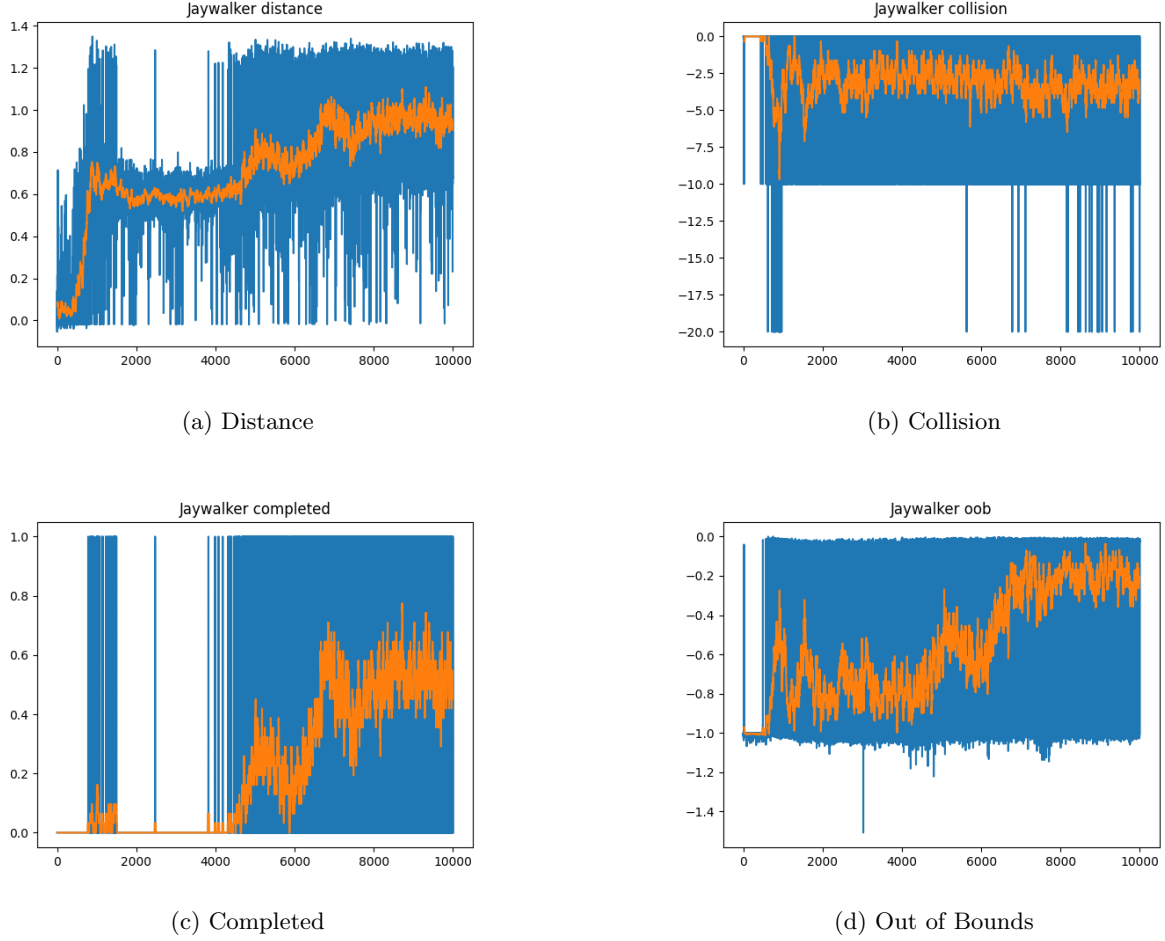 Jaywalker distance
1.4
1.2
1.0
0.8
0.6
0.4
0.2
0.0
0 2000 4000 6000 8000 10000
(a) Distance
Jaywalker collision
0.0
−2.5
−5.0
−7.5
−10.0
−12.5
−15.0
−17.5
−20.0
0 2000 4000 6000 8000 10000
(b) Collision
Jaywalker completed
1.0
0.8
0.6
0.4
0.2
0.0
0 2000 4000 6000 8000 10000
(c) Completed
Jaywalker oob
0.0
−0.2
−0.4
−0.6
−0.8
−1.0
−1.2
−1.4
0 2000 4000 6000 8000 10000
(d) Out of Bounds